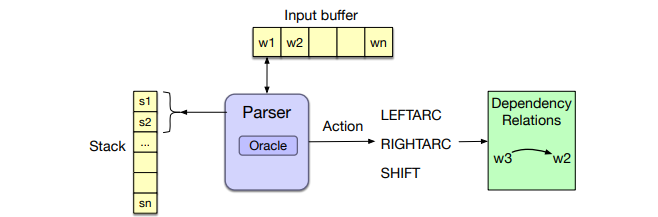 Input buffer
w1 w2 wn
s1
s2
...
sn
Stack
Parser
Oracle
Action
LEFTARC
RIGHTARC
SHIFT
Dependency
Relations
w3 w2